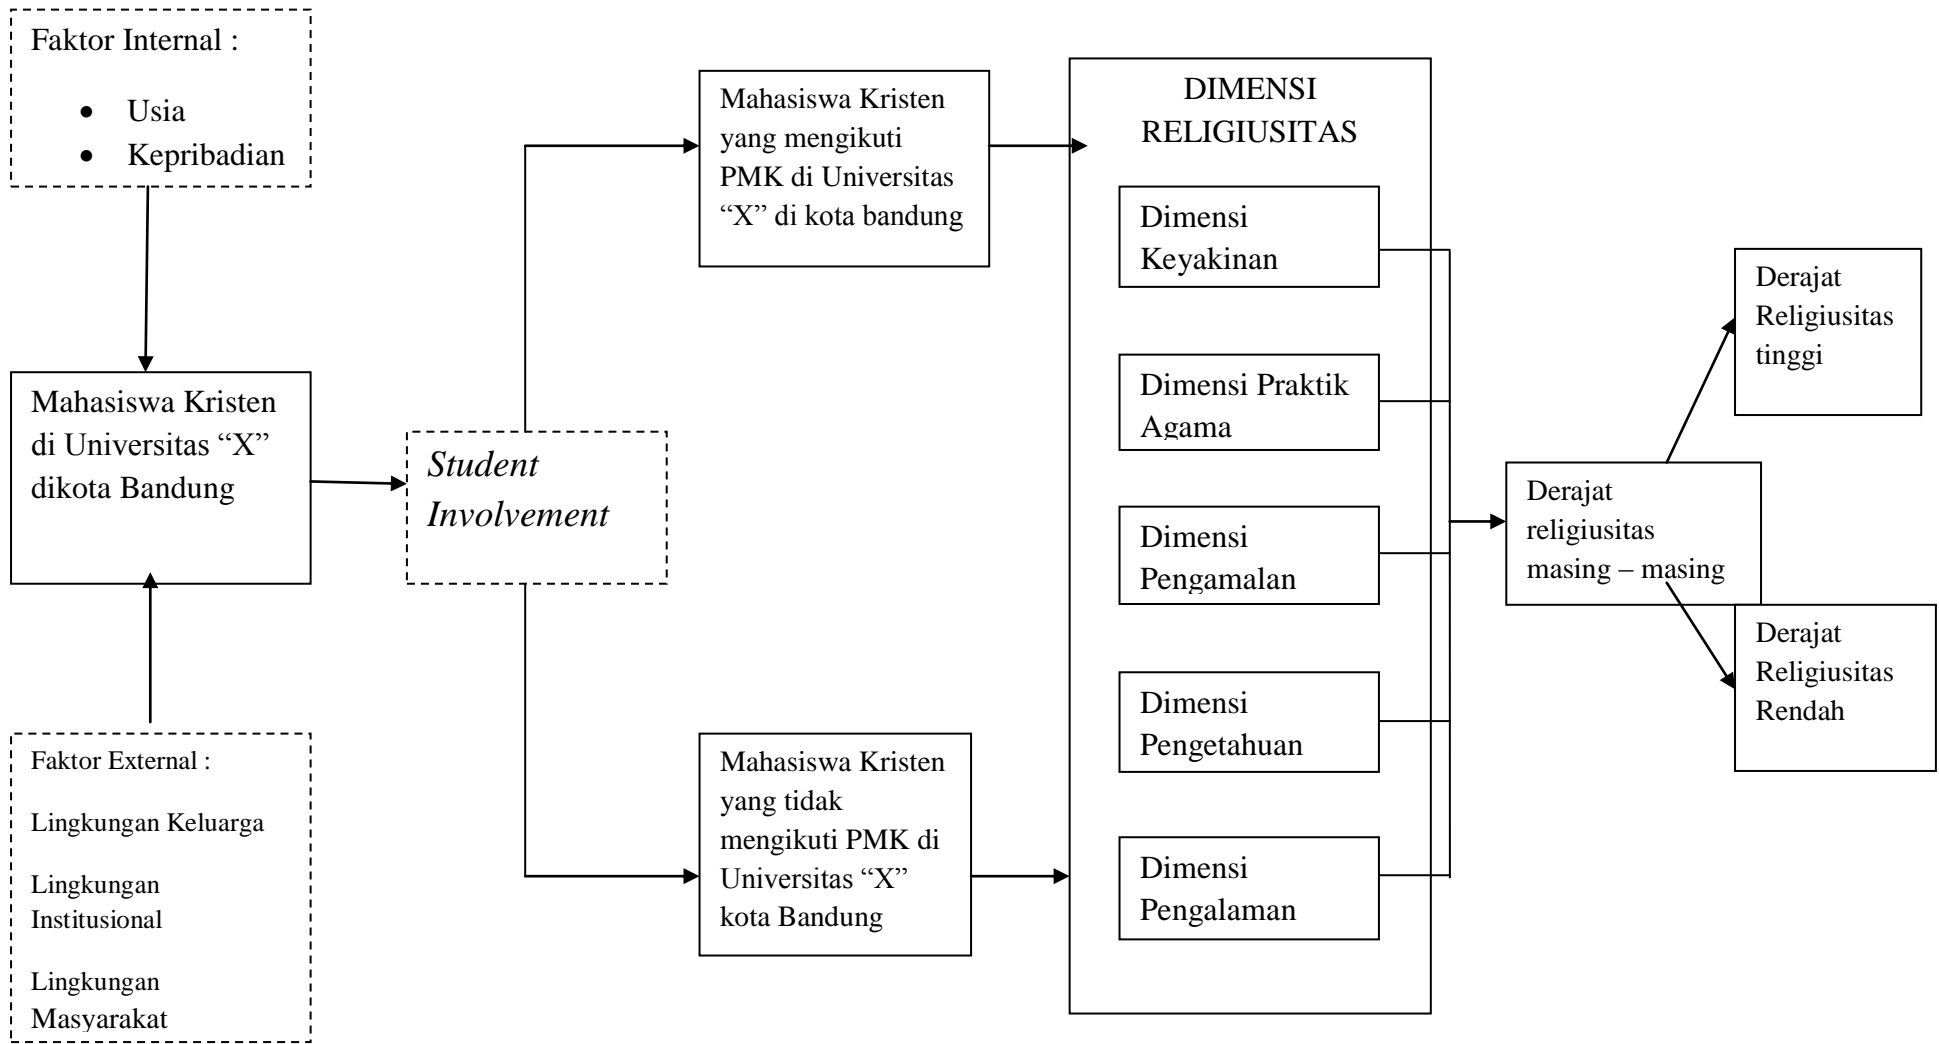 Faktor Internal :
• Usia
• Kepribadian
Mahasiswa Kristen
di Universitas “X”
dikota Bandung
Faktor External :
Lingkungan Keluarga
Lingkungan
Institusional
Lingkungan
Masyarakat
Student
Involvement
Mahasiswa Kristen
yang mengikuti
PMK di Universitas
“X” di kota bandung
Mahasiswa Kristen
yang tidak
mengikuti PMK di
Universitas “X”
kota Bandung
DIMENSI
RELIGIUSITAS
Dimensi
Keyakinan
Dimensi Praktik
Agama
Dimensi
Pengamalan
Dimensi
Pengetahuan
Dimensi
Pengalaman
Derajat
religiusitas
masing – masing
Derajat
Religiusitas
tinggi
Derajat
Religiusitas
Rendah